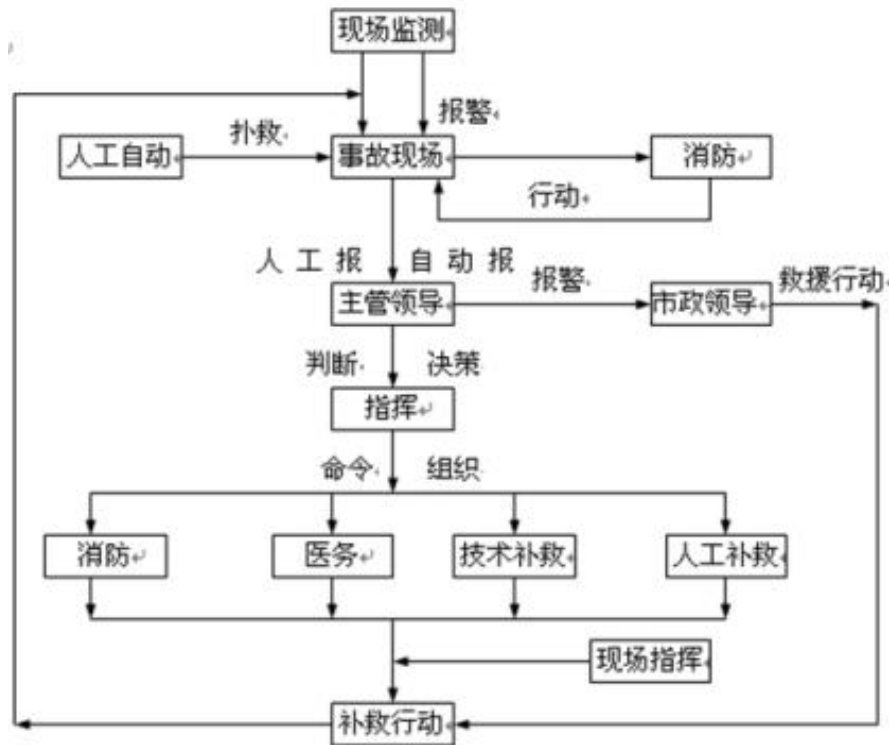 现场监测
报警
人工自动 扑救 事故现场 消防
行动
人工报 自动报
主管领导 报警 市政领导 救援行动
判断 决策
指挥
命令 组织
消防 医务 技术补救 人工补救
现场指挥
补救行动